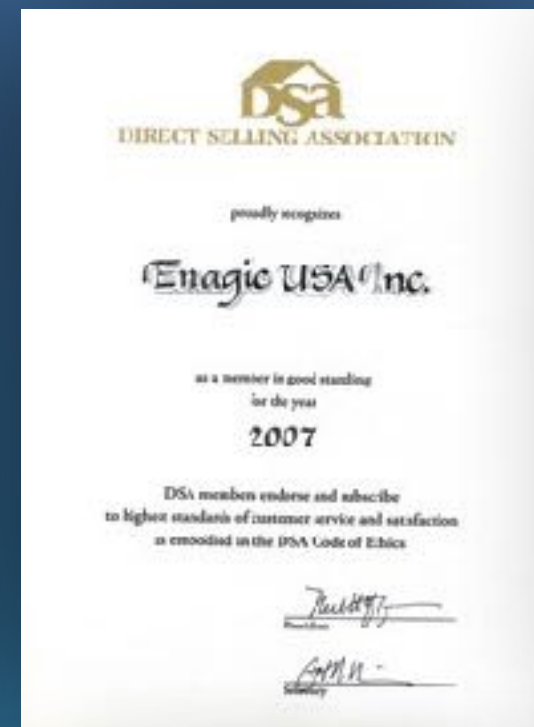 DSA
DIRECT SELLING ASSOCIATION
proudly recognizes
Enagic USA Inc.
as a member in good standing
for the year
2007
DSA members endorse and subscribe
to highest standards of customer service and satisfaction
as embodied in the DSA Code of Ethics
President
Secretary